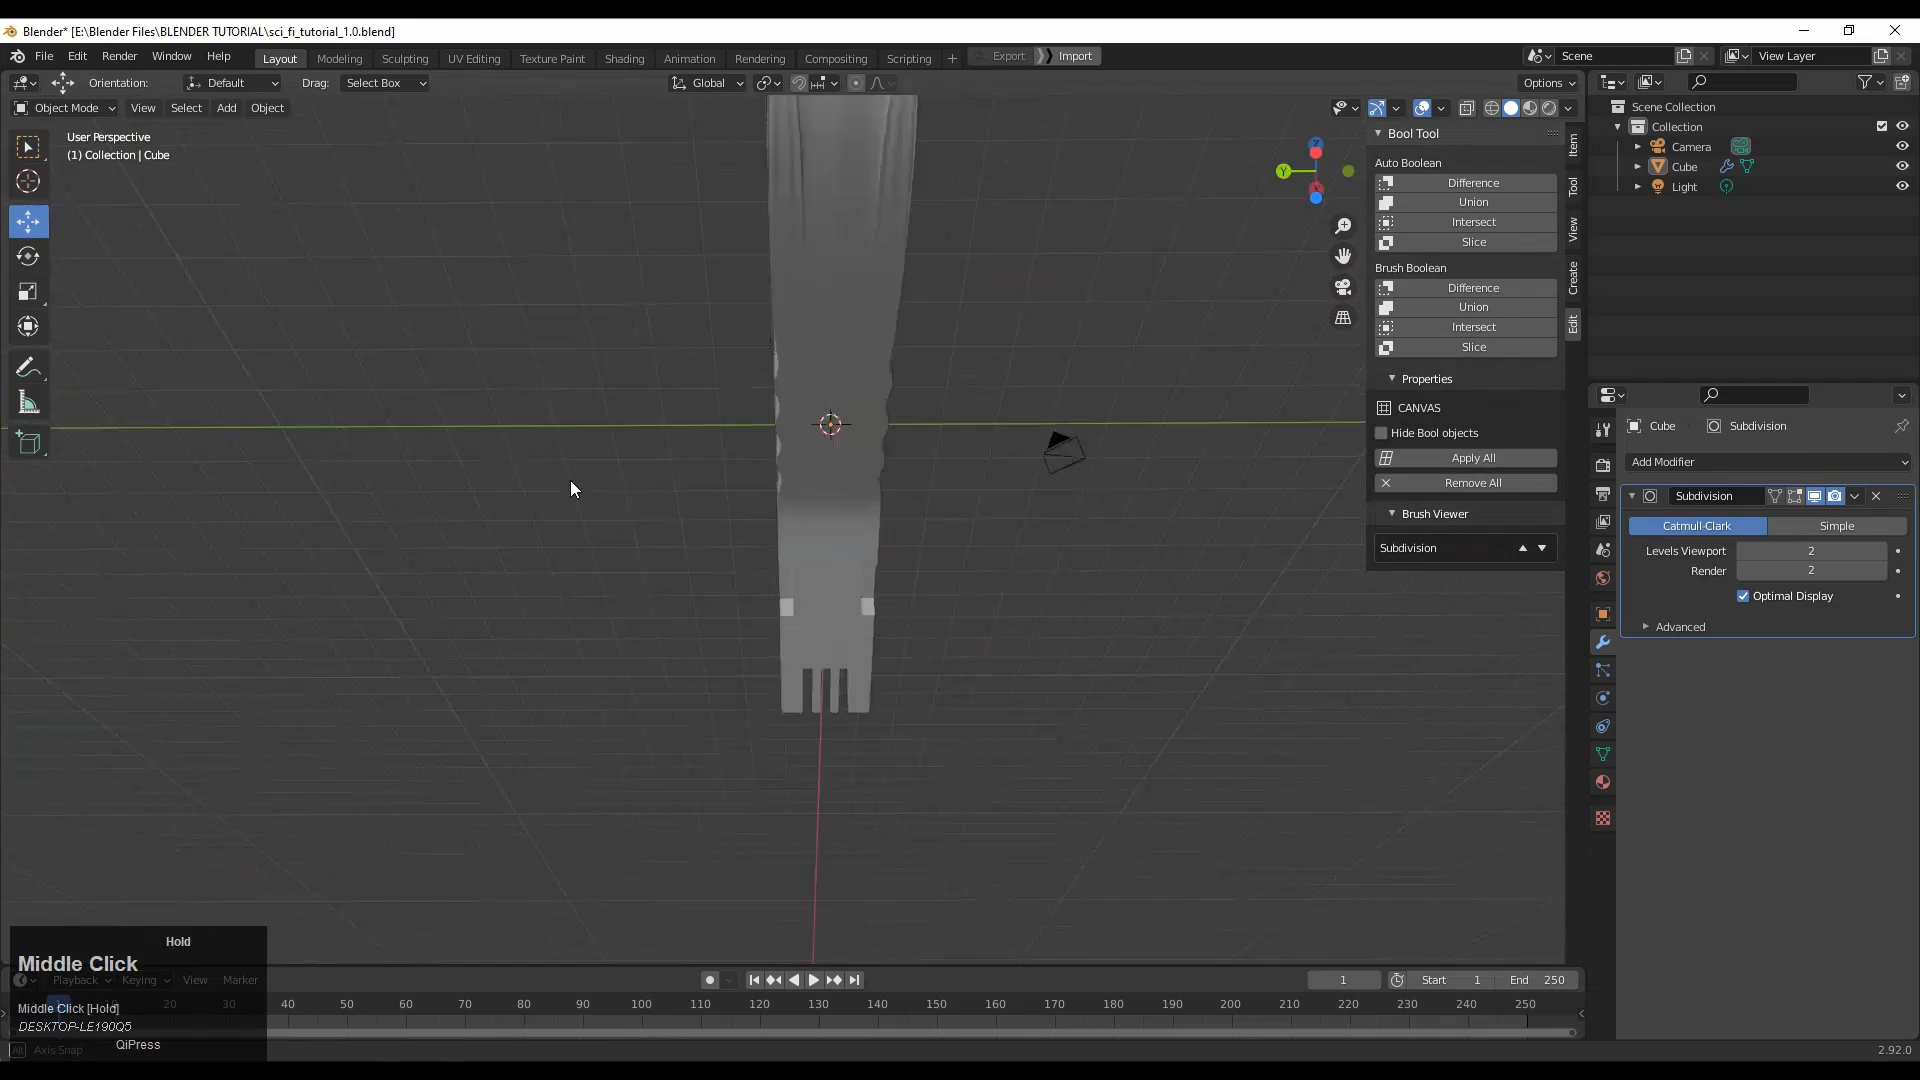 Blender* [E:\Blender Files\BLENDER TUTORIAL\sci_fi_tutorial_1.0.blend]
File Edit Render Window Help Layout Modeling Sculpting UV Editing Texture Paint Shading Animation Rendering Compositing Scripting + Export Import Scene View Layer
Orientation: Default Drag: Select Box Global Options
Object Mode View Select Add Object
User Perspective
(1) Collection | Cube
Bool Tool
Auto Boolean
Difference
Union
Intersect
Slice
Brush Boolean
Difference
Union
Intersect
Slice
Properties
CANVAS
Hide Bool objects
Apply All
Remove All
Brush Viewer
Subdivision
Item
Tool
View
Create
Edit
Y
Scene Collection
Collection
Camera
Cube
Light
Cube Subdivision
Add Modifier
Subdivision
Catmull-Clark Simple
Levels Viewport 2
Render 2
Optimal Display
Advanced
Hold
Middle Click
Middle Click [Hold]
DESKTOP-LE190Q5
QiPress
Playback Keying View Marker
1 Start 1 End 250
20 30 40 50 60 70 80 90 100 110 120 130 140 150 160 170 180 190 200 210 220 230 240 250
Alt Axis Snap
2.92.0